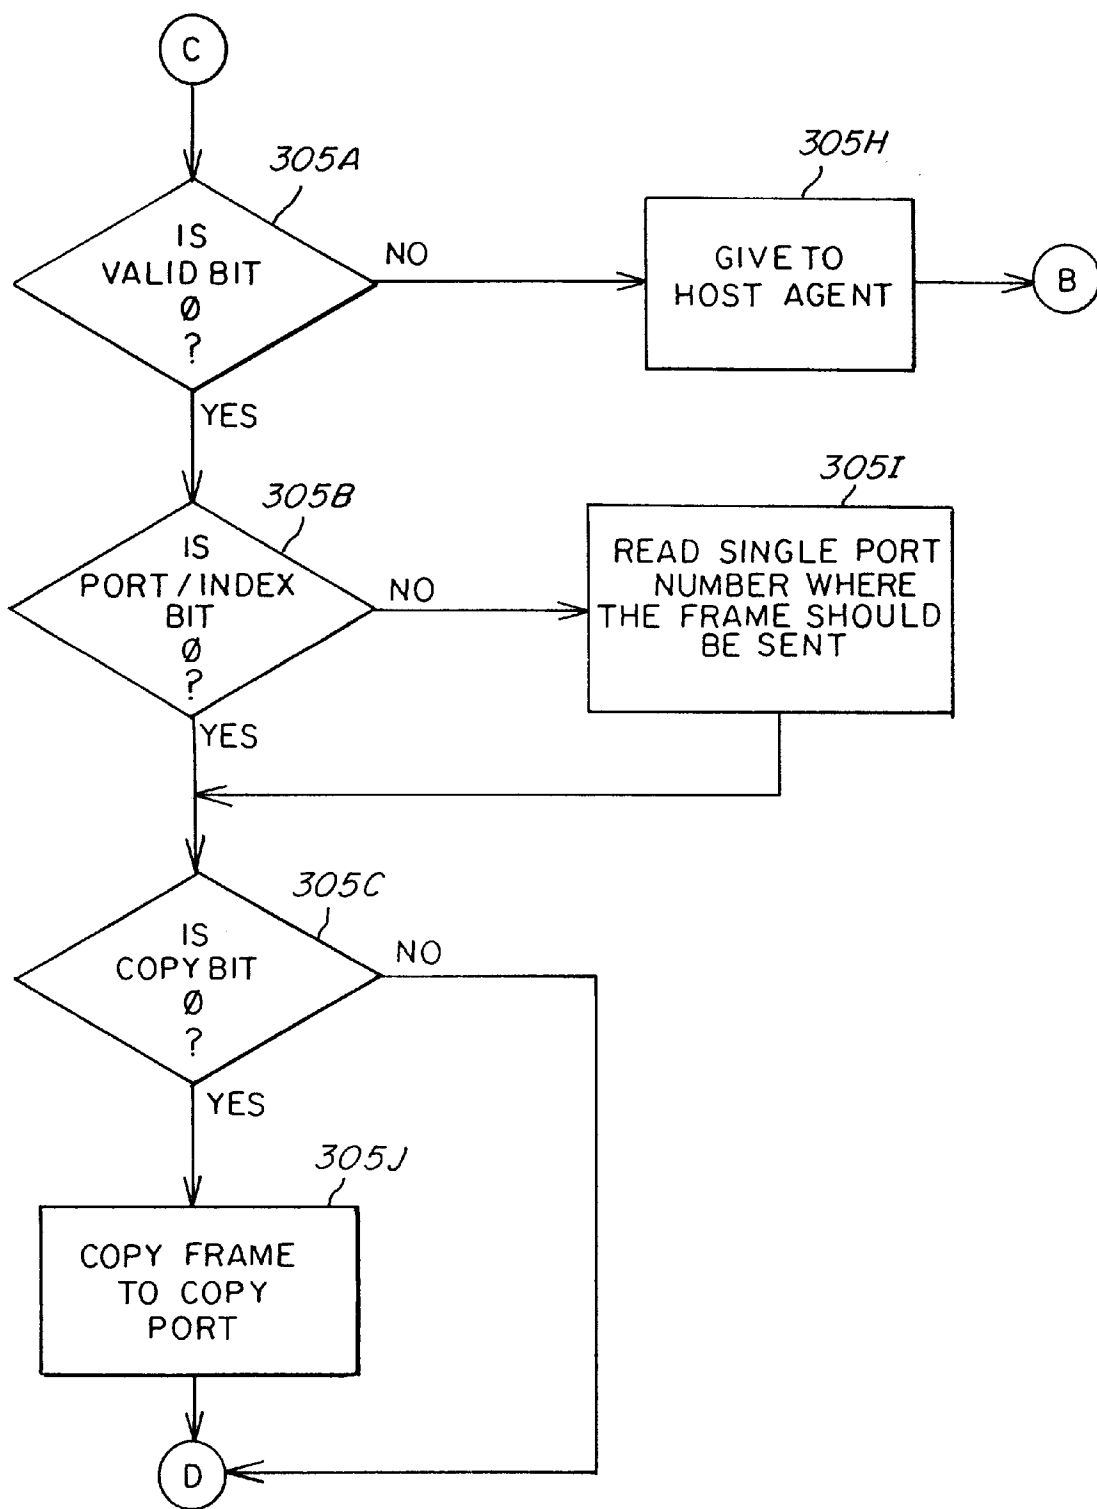 C
305A
305H
IS
VALID BIT
Ø
?
NO
GIVE TO
HOST AGENT
B
YES
305B
305I
IS
PORT / INDEX
BIT
Ø
?
NO
READ SINGLE PORT
NUMBER WHERE
THE FRAME SHOULD
BE SENT
YES
305C
IS
COPY BIT
Ø
?
NO
YES
305J
COPY FRAME
TO COPY
PORT
D